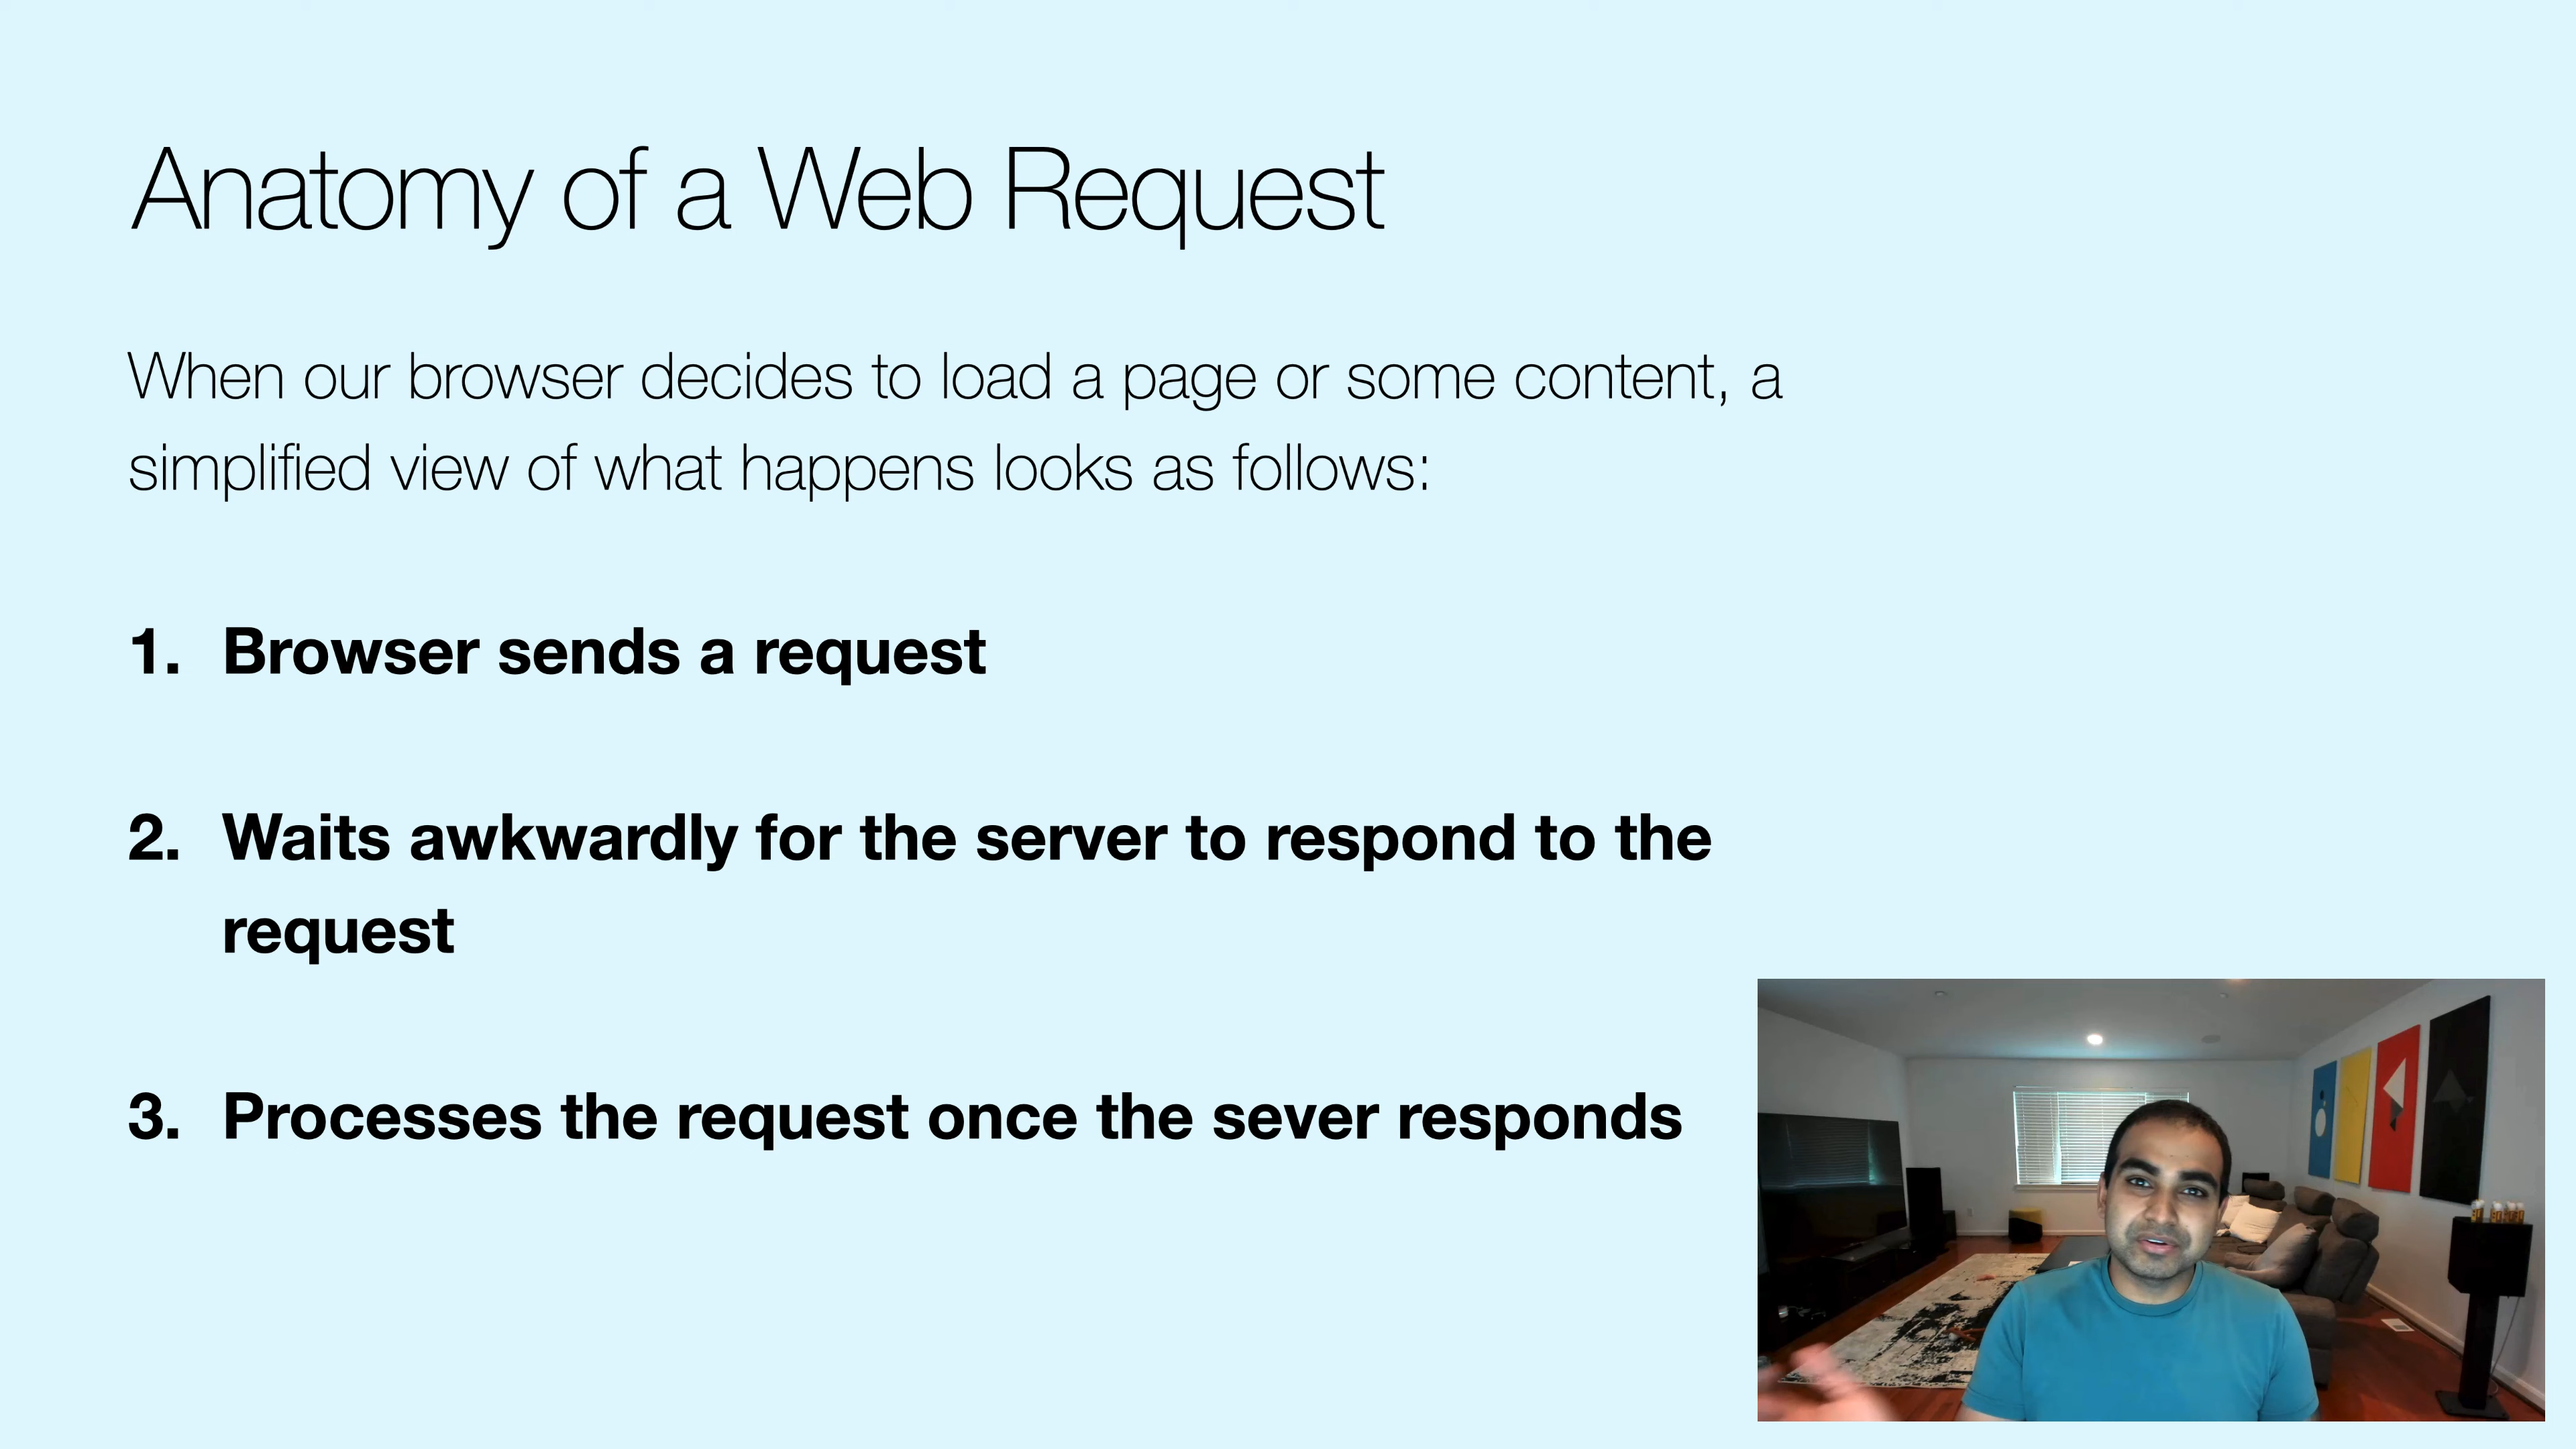 Anatomy of a Web Request
When our browser decides to load a page or some content, a
simplified view of what happens looks as follows:
1. Browser sends a request
2. Waits awkwardly for the server to respond to the
request
3. Processes the request once the sever responds